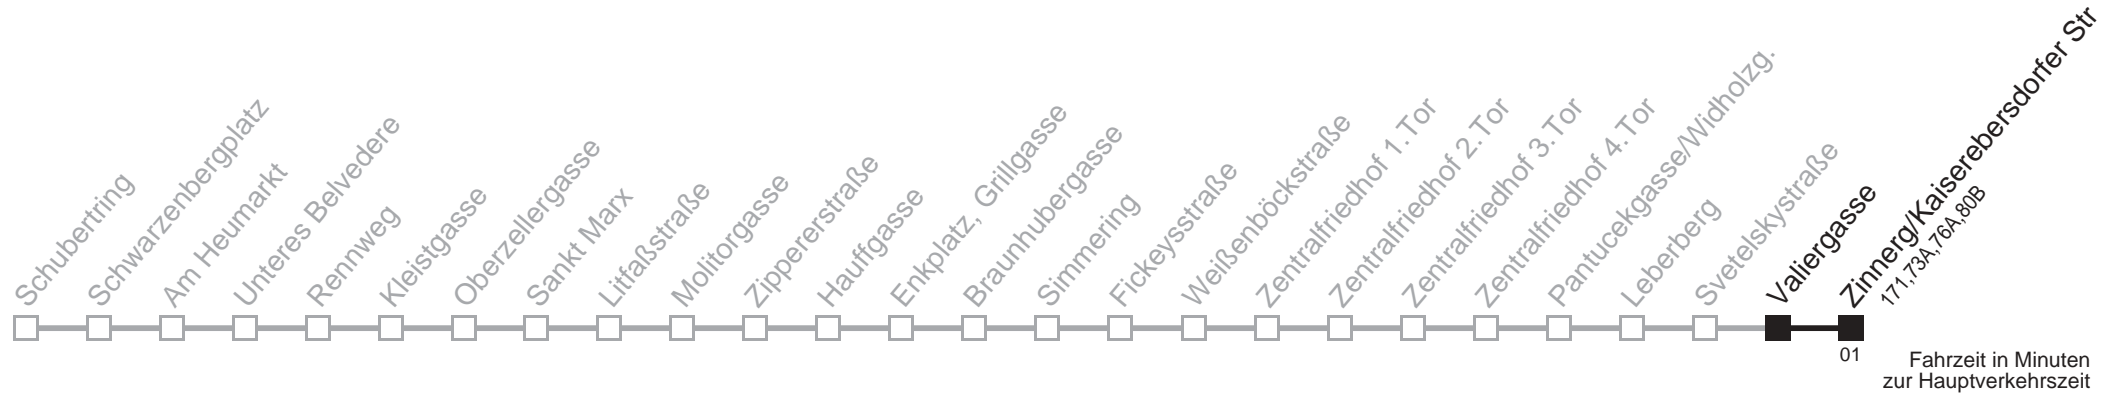 Schubertring
Schwarzenbergplatz
Am Heumarkt
Unteres Belvedere
Rennweg
Kleistgasse
Oberzellergasse
Sankt Marx
Litfaßstraße
Molitorgasse
Zippererstraße
Hauffgasse
Enkplatz, Grillgasse
Braunhubergasse
Simmering
Fickeysstraße
Weißenböckstraße
Zentralfriedhof 1.Tor
Zentralfriedhof 2.Tor
Zentralfriedhof 3.Tor
Zentralfriedhof 4.Tor
Pantucekgasse/Widholzg.
Leberberg
Svetelskystraße
Valiergasse
Zinnerg/Kaiserebersdorfer Str
171,73A,76A,80B
01
Fahrzeit in Minuten
zur Hauptverkehrszeit